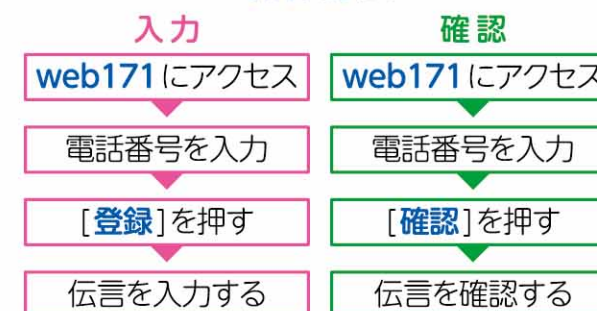 入力
web171にアクセス
電話番号を入力
[登録]を押す
伝言を入力する
確認
web171にアクセス
電話番号を入力
[確認]を押す
伝言を確認する